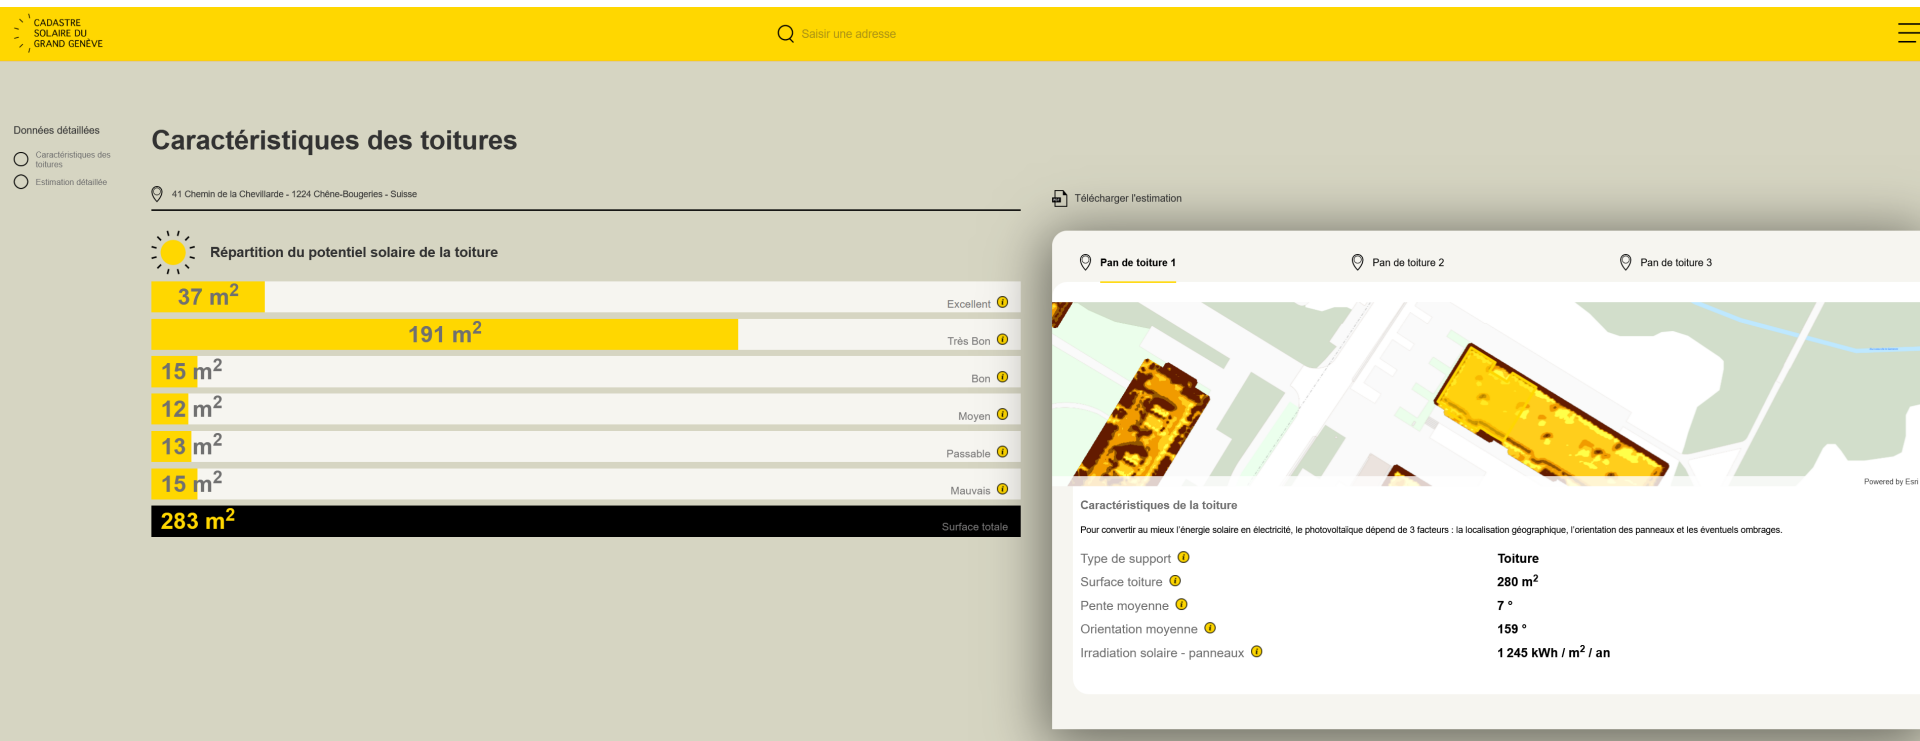 CADASTRE
SOLAIRE DU
GRAND GENÈVE
Saisir une adresse
Données détaillées
Caractéristiques des
toitures
Estimation détaillée
Caractéristiques des toitures
41 Chemin de la Chevillarde - 1224 Chêne-Bougeries - Suisse
Répartition du potentiel solaire de la toiture
37 m²
Excellent
191 m²
Très Bon
15 m²
Bon
12 m²
Moyen
13 m²
Passable
15 m²
Mauvais
283 m²
Surface totale
Télécharger l'estimation
Pan de toiture 1
Pan de toiture 2
Pan de toiture 3
Powered by Esri
Caractéristiques de la toiture
Pour convertir au mieux l'énergie solaire en électricité, le photovoltaïque dépend de 3 facteurs : la localisation géographique, l'orientation des panneaux et les éventuels ombrages.
Type de support
Toiture
Surface toiture
280 m²
Pente moyenne
7 °
Orientation moyenne
159 °
Irradiation solaire - panneaux
1 245 kWh / m² / an